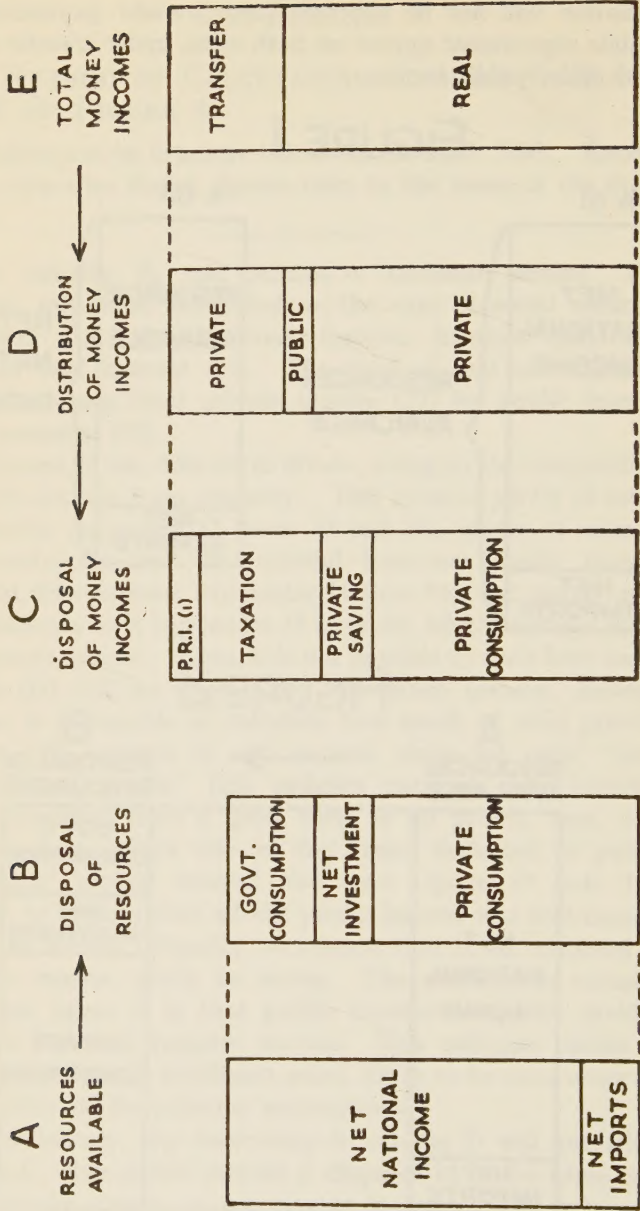 A
RESOURCES
AVAILABLE
NET
NATIONAL
INCOME
NET
IMPORTS
B
DISPOSAL
OF
RESOURCES
GOVT.
CONSUMPTION
NET
INVESTMENT
PRIVATE
CONSUMPTION
C
DISPOSAL
OF MONEY
INCOMES
P.R.I. (1)
TAXATION
PRIVATE
SAVING
PRIVATE
CONSUMPTION
D
DISTRIBUTION
OF MONEY
INCOMES
PRIVATE
PUBLIC
PRIVATE
E
TOTAL
MONEY
INCOMES
TRANSFER
REAL